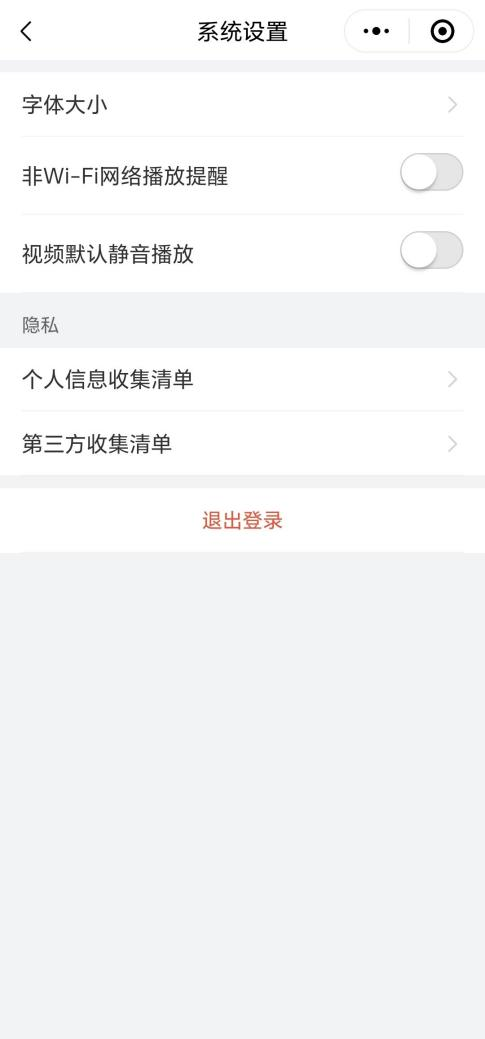 系统设置
字体大小
非Wi-Fi网络播放提醒
视频默认静音播放
隐私
个人信息收集清单
第三方收集清单
退出登录